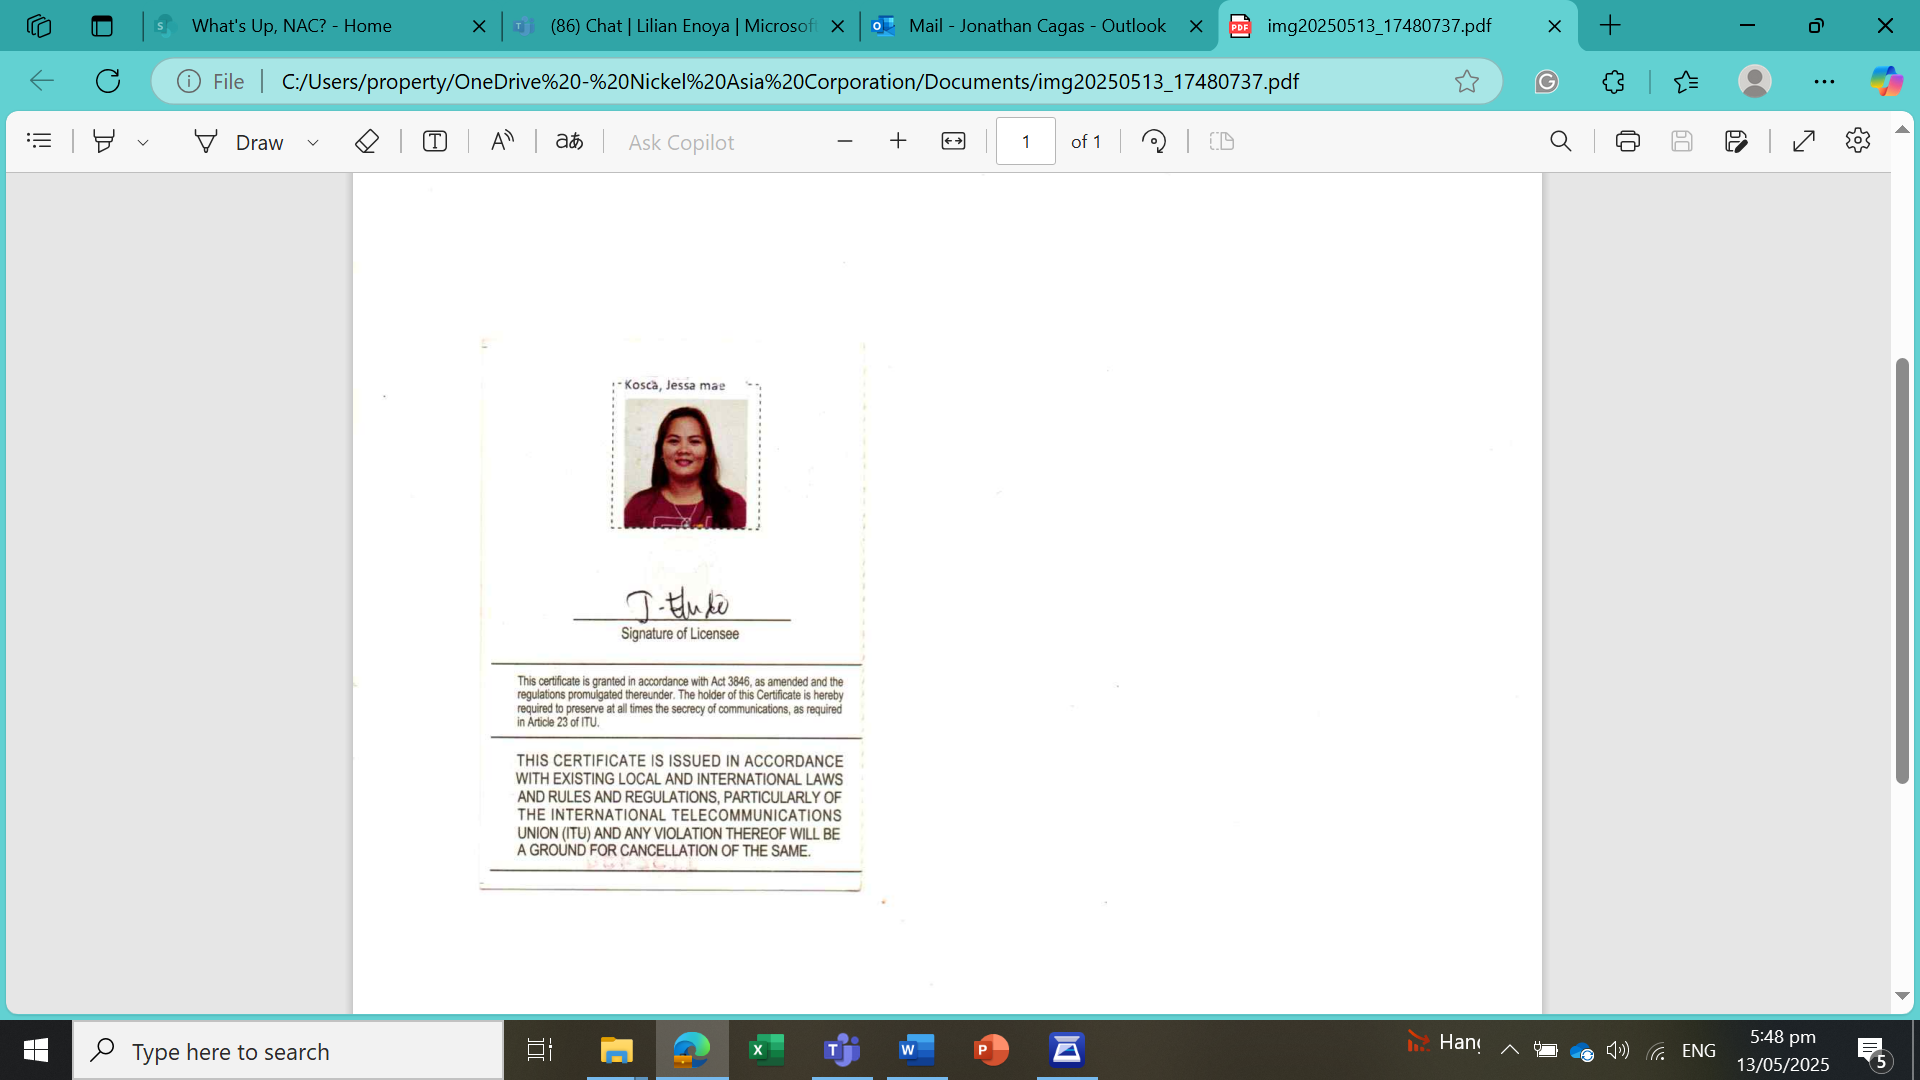 What's Up, NAC? - Home
(86) Chat | Lilian Enoya | Microsoft
Mail - Jonathan Cagas - Outlook
img20250513_17480737.pdf
File
C:/Users/property/OneDrive%20-%20Nickel%20Asia%20Corporation/Documents/img20250513_17480737.pdf
Draw
Ask Copilot
1 of 1
Kosca, Jessa mae
Signature of Licensee
This certificate is granted in accordance with Act 3846, as amended and the
regulations promulgated thereunder. The holder of this Certificate is hereby
required to preserve at all times the secrecy of communications, as required
in Article 23 of ITU.
THIS CERTIFICATE IS ISSUED IN ACCORDANCE
WITH EXISTING LOCAL AND INTERNATIONAL LAWS
AND RULES AND REGULATIONS, PARTICULARLY OF
THE INTERNATIONAL TELECOMMUNICATIONS
UNION (ITU) AND ANY VIOLATION THEREOF WILL BE
A GROUND FOR CANCELLATION OF THE SAME.
Type here to search
Hang
ENG
5:48 pm
13/05/2025
5